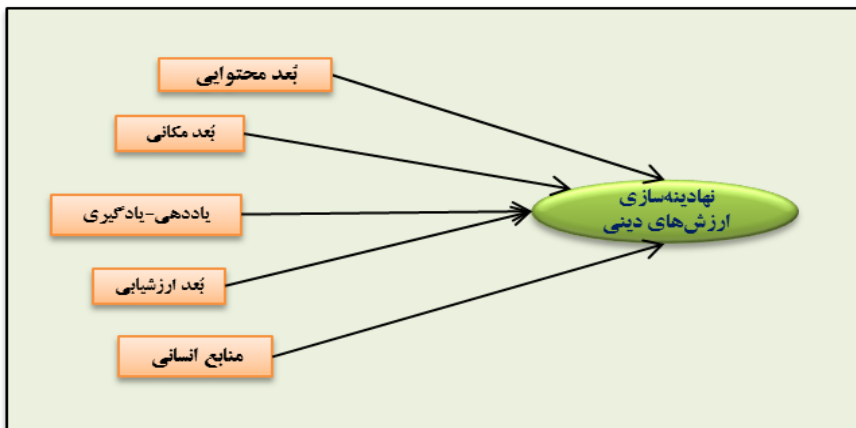 بُعد محتوایی
بُعد مکانی
یاددهی-یادگیری
بُعد ارزشیابی
منابع انسانی
نهادینه‌سازی
ارزش‌های دینی